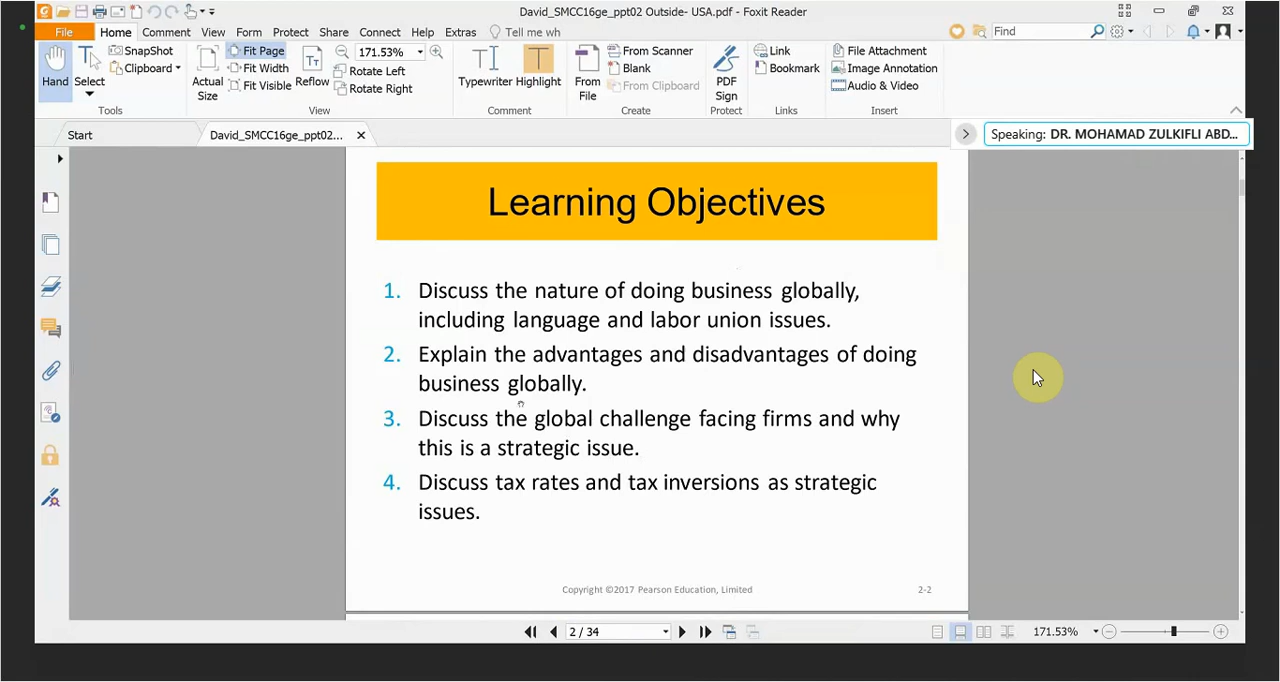 David_SMCC16ge_ppt02 Outside- USA.pdf - Foxit Reader
File Home Comment View Form Protect Share Connect Help Extras Tell me wh Find
Hand Select SnapShot Clipboard Tools
Actual Size Fit Page Fit Width Fit Visible Reflow 171.53% Rotate Left Rotate Right View
Typewriter Highlight Comment
From File From Scanner Blank From Clipboard Create
PDF Sign Protect
Link Bookmark Links
File Attachment Image Annotation Audio & Video Insert
Start David_SMCC16ge_ppt02...
Speaking: DR. MOHAMAD ZULKIFLI ABD...
Learning Objectives
1. Discuss the nature of doing business globally,
including language and labor union issues.
2. Explain the advantages and disadvantages of doing
business globally.
3. Discuss the global challenge facing firms and why
this is a strategic issue.
4. Discuss tax rates and tax inversions as strategic
issues.
Copyright ©2017 Pearson Education, Limited 2-2
2 / 34 171.53%